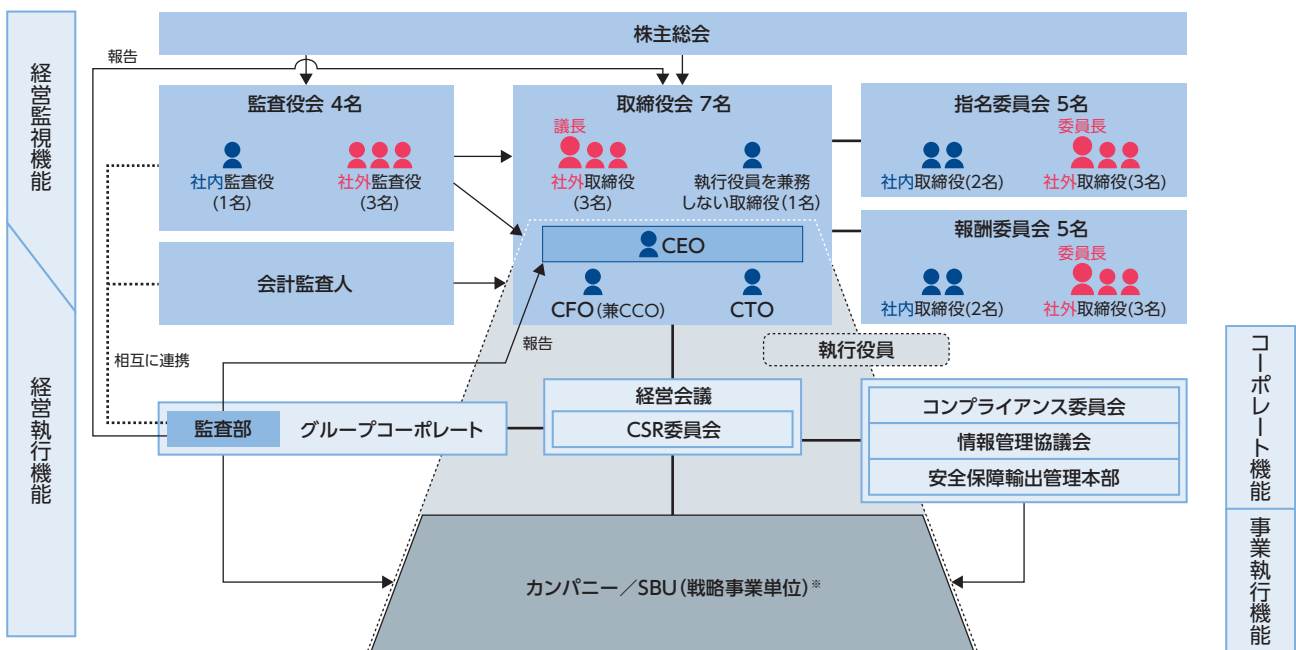 株主総会
報告
経営監視機能
監査役会 4名
社内監査役
(1名)
社外監査役
(3名)
取締役会 7名
議長
社外取締役
(3名)
執行役員を兼務
しない取締役(1名)
指名委員会 5名
委員長
社内取締役(2名)
社外取締役(3名)
報酬委員会 5名
委員長
社内取締役(2名)
社外取締役(3名)
CEO
CFO(兼CCO)
CTO
会計監査人
執行役員
報告
相互に連携
経営執行機能
監査部
グループコーポレート
経営会議
CSR委員会
コンプライアンス委員会
情報管理協議会
安全保障輸出管理本部
コーポレート機能
カンパニー/SBU(戦略事業単位)※
事業執行機能